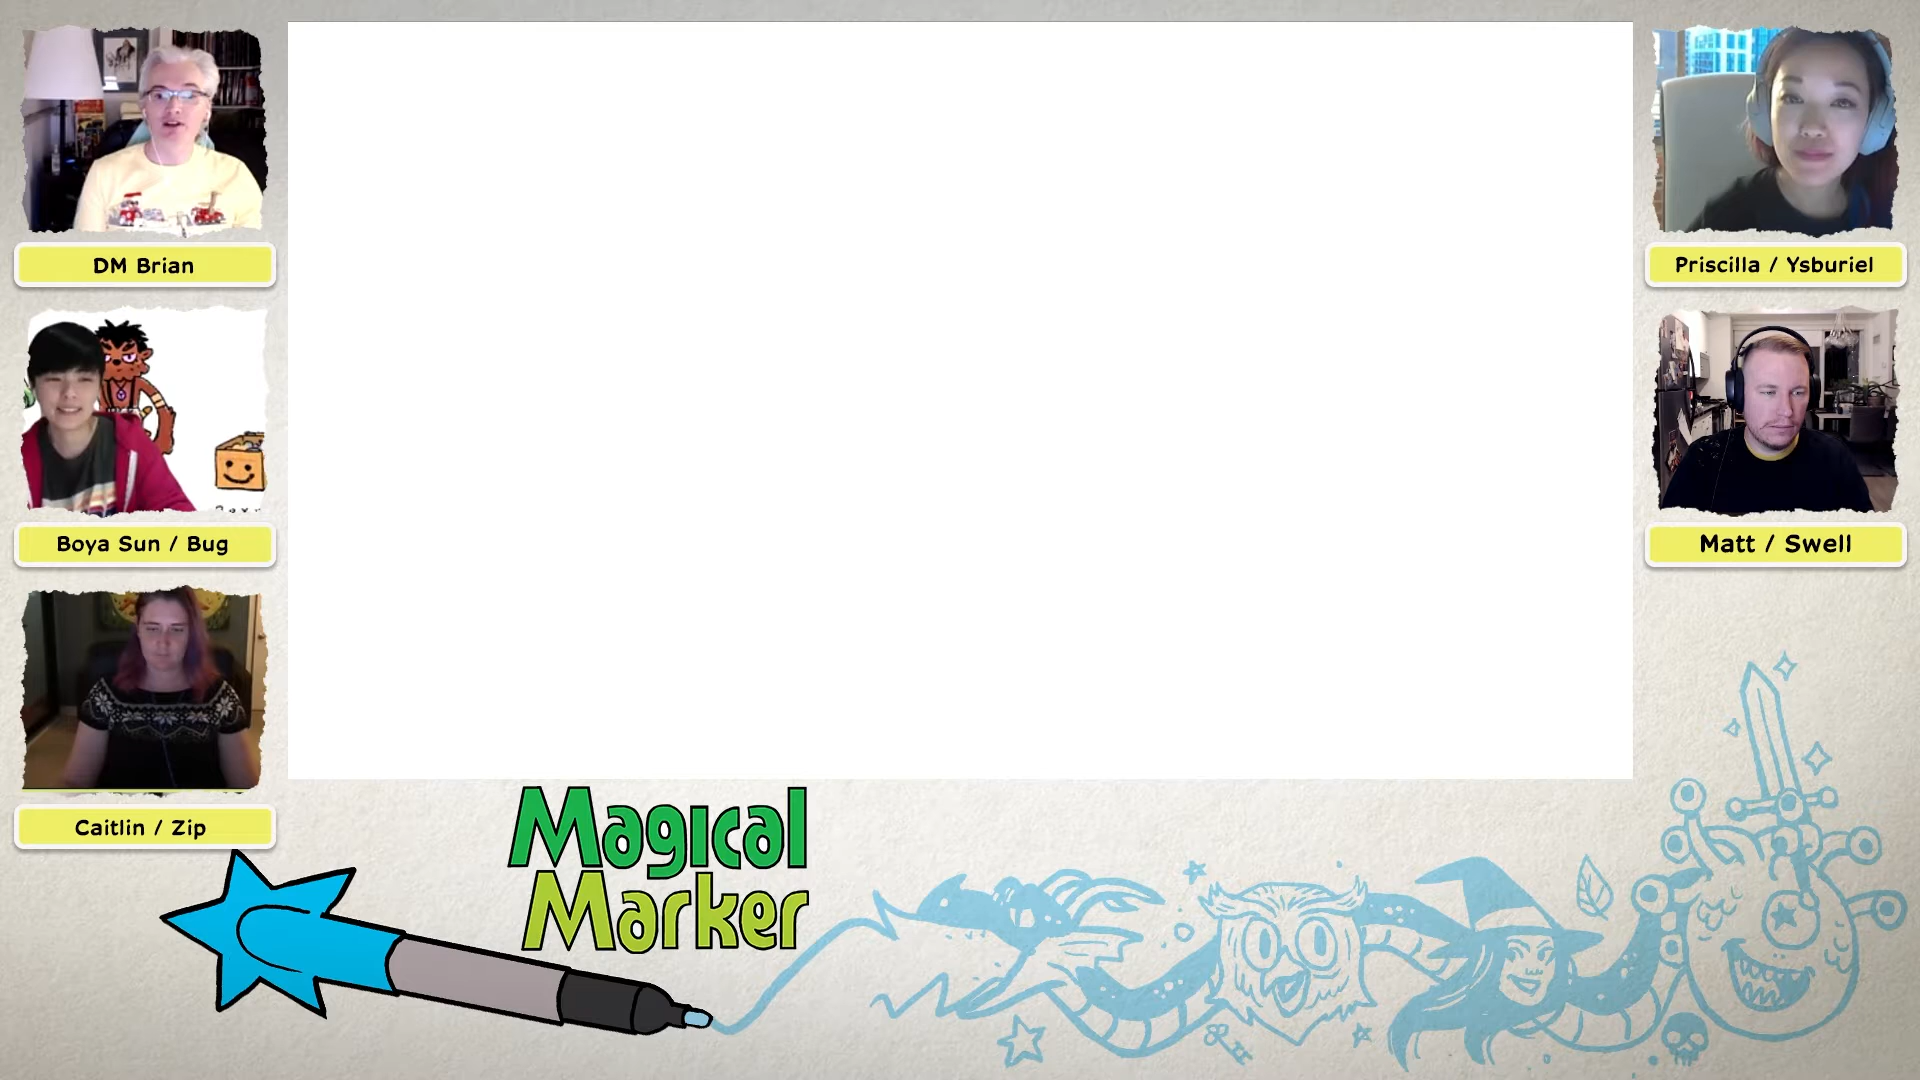 DM Brian
Boya Sun / Bug
Caitlin / Zip
Priscilla / Ysburiel
Matt / Swell
Magical
Marker